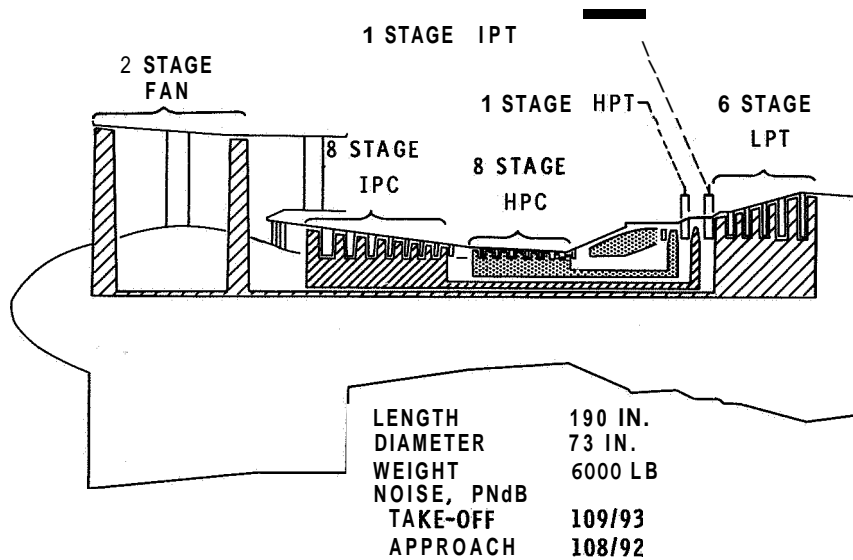 1 STAGE IPT
2 STAGE
FAN
1 STAGE HPT
6 STAGE
LPT
8 STAGE
IPC
8 STAGE
HPC
LENGTH 190 IN.
DIAMETER 73 IN.
WEIGHT 6000 LB
NOISE, PNdB
TAKE-OFF 109/93
APPROACH 108/92